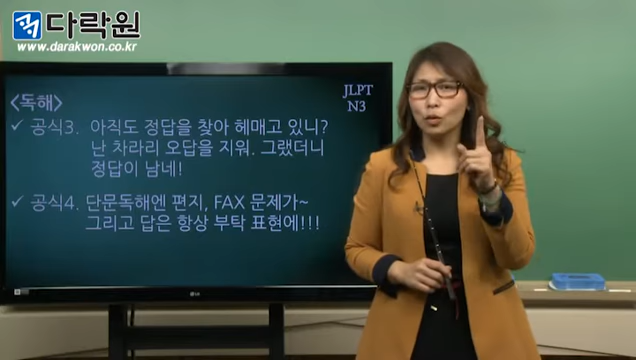 다락원
www.darakwon.co.kr
<독해>
JLPT
N3
✓ 공식3. 아직도 정답을 찾아 헤매고 있니?
난 차라리 오답을 지워. 그랬더니
정답이 남네!
✓ 공식4. 단문독해엔 편지, FAX 문제가~
그리고 답은 항상 부탁 표현에!!!
LG